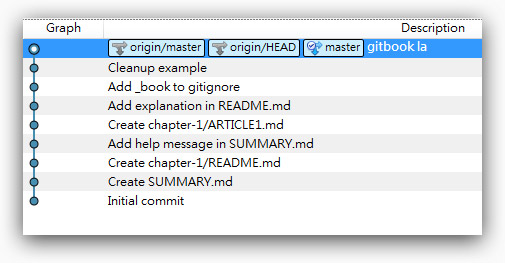 Graph Description
origin/master origin/HEAD master gitbook la
Cleanup example
Add _book to gitignore
Add explanation in README.md
Create chapter-1/ARTICLE1.md
Add help message in SUMMARY.md
Create chapter-1/README.md
Create SUMMARY.md
Initial commit